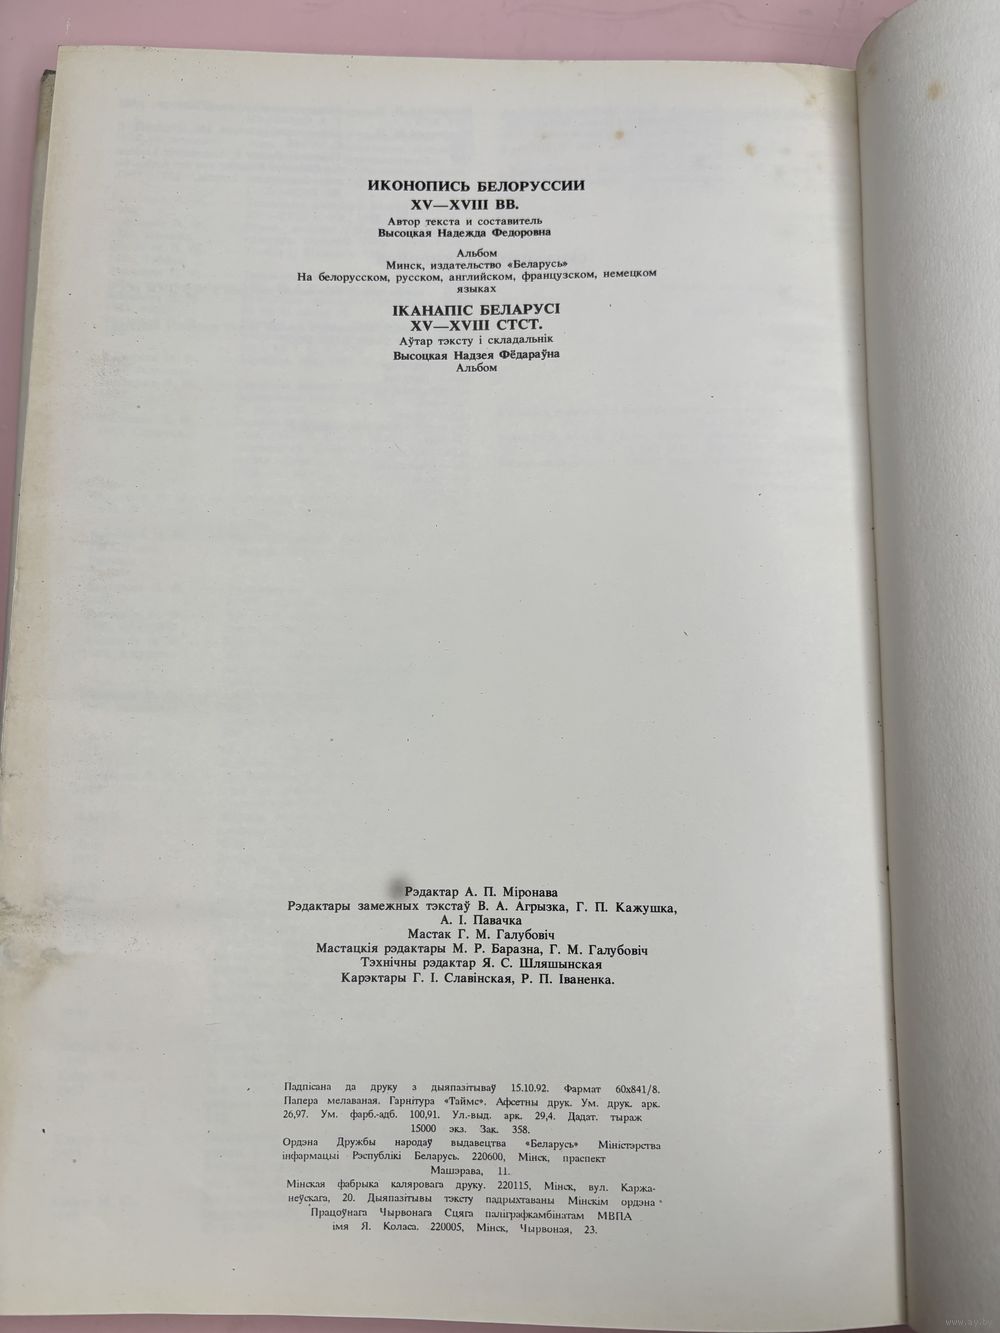 ИКОНОПИСЬ БЕЛОРУССИИ
XV—XVIII ВВ.
Автор текста и составитель
Высоцкая Надежда Федоровна
Альбом
Минск, издательство «Беларусь»
На белорусском, русском, английском, французском, немецком
языках
ІКАНАПІС БЕЛАРУСІ
XV—XVIII СТСТ.
Аўтар тэксту і складальнік
Высоцкая Надзея Фёдараўна
Альбом
Рэдактар А. П. Міронава
Рэдактары замежных тэкстаў В. А. Агрызка, Г. П. Кажушка,
А. І. Павачка
Мастак Г. М. Галубовіч
Мастацкія рэдактары М. Р. Баразна, Г. М. Галубовіч
Тэхнічны рэдактар Я. С. Шляшынская
Карэктары Г. І. Славінская, Р. П. Іваненка.
Падпісана да друку з дыяпазітываў 15.10.92. Фармат 60х841/8.
Папера мелаваная. Гарнітура «Таймс». Афсетны друк. Ум. друк. арк.
26,97. Ум. фарб.-адб. 100,91. Ул.-выд. арк. 29,4. Дадат. тыраж
15000 экз. Зак. 358.
Ордэна Дружбы народаў выдавецтва «Беларусь» Міністэрства
інфармацыі Рэспублікі Беларусь. 220600, Мінск, праспект
Машэрава, 11.
Мінская фабрыка каляровага друку. 220115, Мінск, вул. Каржа-
неўскага, 20. Дыяпазітывы тэксту падрыхтаваны Мінскім ордэна
Працоўнага Чырвонага Сцяга паліграфкамбінатам МВПА
імя Я. Коласа. 220005, Мінск, Чырвоная, 23.
www.ay.by